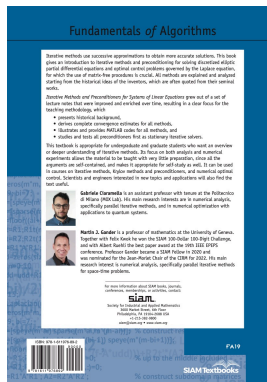 Fundamentals of Algorithms
Iterative methods use successive approximations to obtain more accurate solutions. This book
gives an introduction to iterative methods and preconditioning for solving discretized elliptic
partial differential equations and optimal control problems governed by the Laplace equation,
for which the use of matrix-free procedures is crucial. All methods are explained and analyzed
starting from the historical ideas of the inventors, which are often quoted from their seminal
works.
Iterative Methods and Preconditioners for Systems of Linear Equations grew out of a set of
lecture notes that were improved and enriched over time, resulting in a clear focus for the
teaching methodology, which
• presents historical background,
• derives complete convergence estimates for all methods,
• illustrates and provides MATLAB codes for all methods, and
• studies and tests all preconditioners first as stationary iterative solvers.
This textbook is appropriate for undergraduate and graduate students who want an overview
or deeper understanding of iterative methods. Its focus on both analysis and numerical
experiments allows the material to be taught with very little preparation, since all the
arguments are self-contained, and makes it appropriate for self-study as well. It can be used
in courses on iterative methods, Krylov methods and preconditioners, and numerical optimal
control. Scientists and engineers interested in new topics and applications will also find the
text useful.
Gabriele Ciaramella is an assistant professor with tenure at the Politecnico
di Milano (MOX Lab). His main research interests are in numerical analysis,
specifically parallel iterative methods, and in numerical optimization with
applications to quantum systems.
Martin J. Gander is a professor of mathematics at the University of Geneva.
Together with Felix Kwok he won the SIAM 100-Dollar 100-Digit Challenge,
and with Albert Ruehli the best paper award at the 19th IEEE EPEPS
conference. Professor Gander became a SIAM Fellow in 2020 and
was nominated for the Jean-Morlet Chair of the CIRM for 2022. His main
research interest is numerical analysis, specifically parallel iterative methods
for space-time problems.
For more information about SIAM books, journals,
conferences, memberships, or activities, contact:
siam
Society for Industrial and Applied Mathematics
3600 Market Street, 6th Floor
Philadelphia, PA 19104-2688 USA
+1-215-382-9800
siam@siam.org • www.siam.org
FA19
SIAM Textbooks